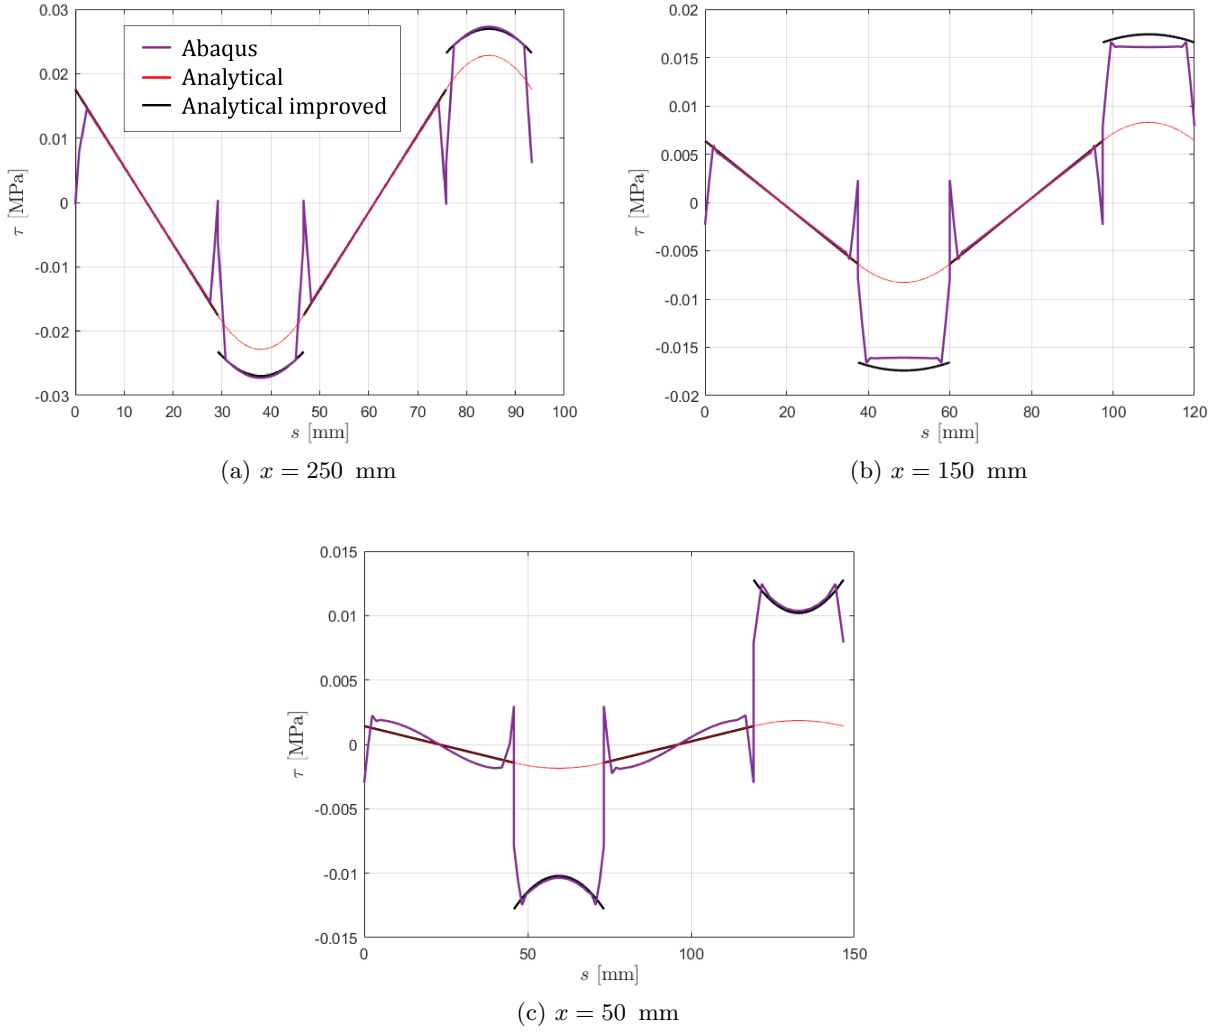 0.03
0.02
0.01
0
-0.01
-0.02
-0.03
0 10 20 30 40 50 60 70 80 90 100
τ [MPa]
s [mm]
Abaqus
Analytical
Analytical improved
(a) x = 250 mm
0.02
0.015
0.01
0.005
0
-0.005
-0.01
-0.015
-0.02
0 20 40 60 80 100 120
τ [MPa]
s [mm]
(b) x = 150 mm
0.015
0.01
0.005
0
-0.005
-0.01
-0.015
0 50 100 150
τ [MPa]
s [mm]
(c) x = 50 mm